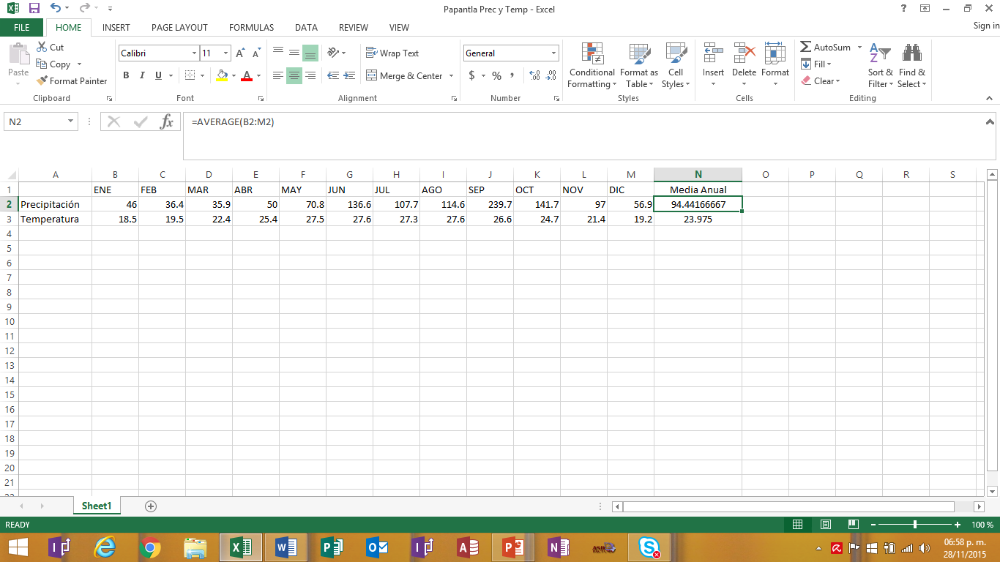 Papantla Prec y Temp - Excel
FILE HOME INSERT PAGE LAYOUT FORMULAS DATA REVIEW VIEW Sign in
Paste
Cut
Copy
Format Painter
Clipboard
Calibri 11
B I U
Font
Wrap Text
Merge & Center
Alignment
General
$ % ,
Number
Conditional Formatting
Format as Table
Cell Styles
Styles
Insert Delete Format
Cells
AutoSum
Fill
Clear
Sort & Filter
Find & Select
Editing
N2 fx =AVERAGE(B2:M2)
A B C D E F G H I J K L M N O P Q R S
1 ENE FEB MAR ABR MAY JUN JUL AGO SEP OCT NOV DIC Media Anual
2 Precipitación 46 36.4 35.9 50 70.8 136.6 107.7 114.6 239.7 141.7 97 56.9 94.44166667
3 Temperatura 18.5 19.5 22.4 25.4 27.5 27.6 27.3 27.6 26.6 24.7 21.4 19.2 23.975
4
5
6
7
8
9
10
11
12
13
14
15
16
17
18
19
20
21
22
Sheet1
READY 100 %
06:58 p. m.
28/11/2015